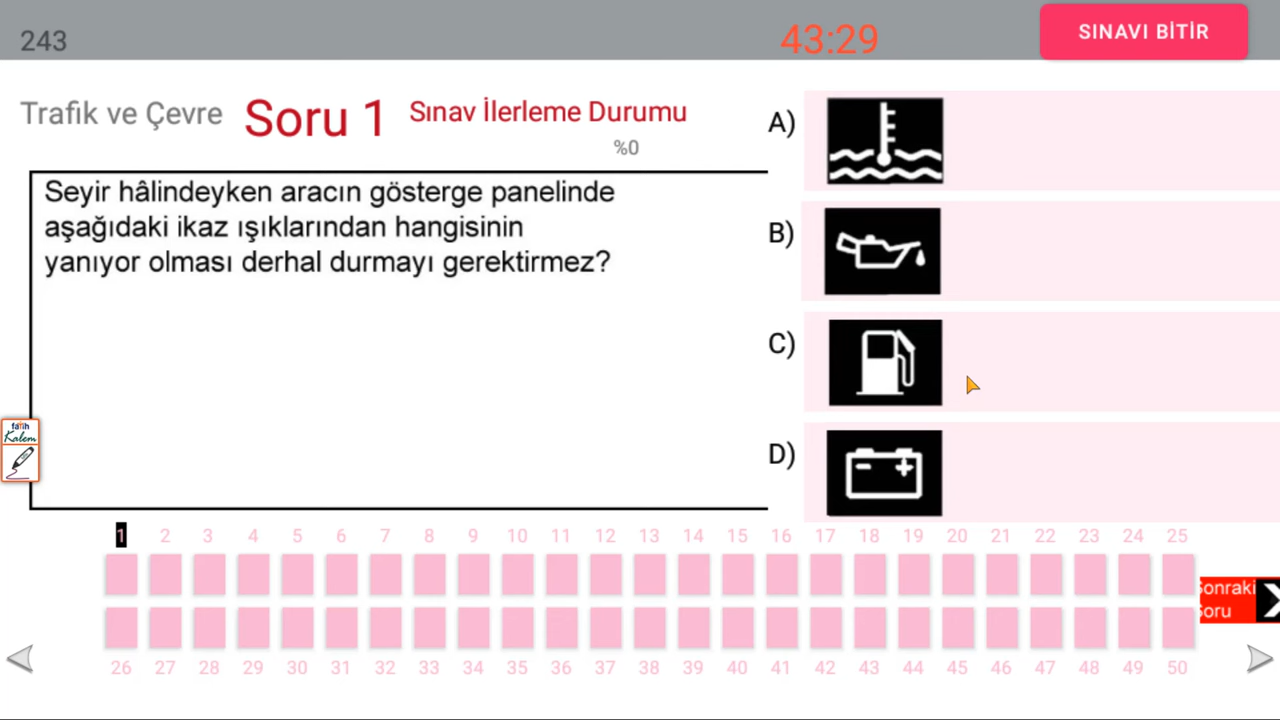 243
43:29
SINAVI BİTİR
Trafik ve Çevre
Soru 1
Sınav İlerleme Durumu
%0
Seyir hâlindeyken aracın gösterge panelinde
aşağıdaki ikaz ışıklarından hangisinin
yanıyor olması derhal durmayı gerektirmez?
A)
B)
C)
D)
fatih
Kalem
1 2 3 4 5 6 7 8 9 10 11 12 13 14 15 16 17 18 19 20 21 22 23 24 25
Sonraki
Soru
26 27 28 29 30 31 32 33 34 35 36 37 38 39 40 41 42 43 44 45 46 47 48 49 50